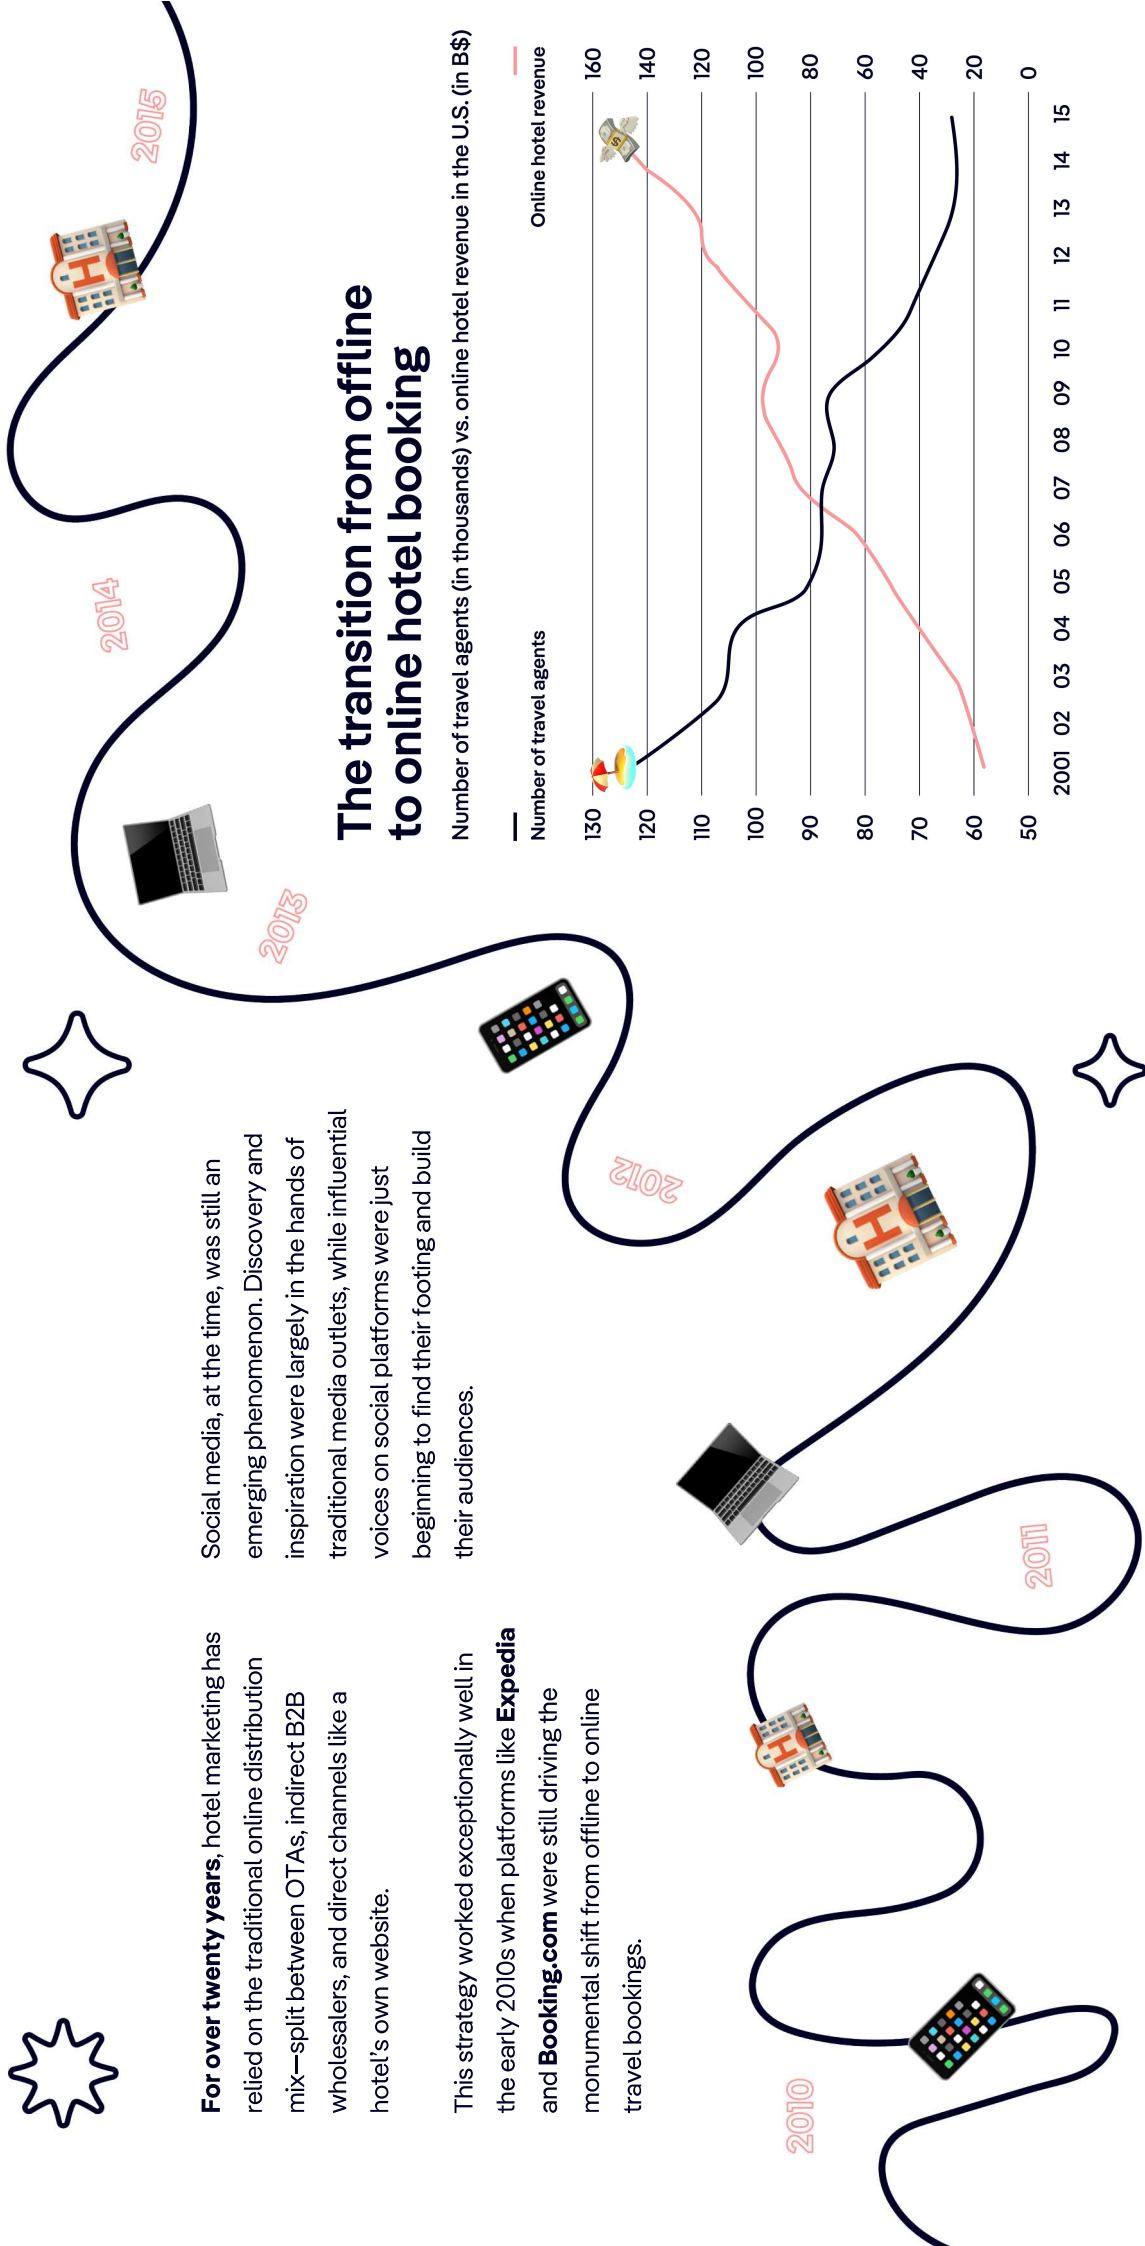 For over twenty years, hotel marketing has
relied on the traditional online distribution
mix—split between OTAs, indirect B2B
wholesalers, and direct channels like a
hotel's own website.
This strategy worked exceptionally well in
the early 2010s when platforms like Expedia
and Booking.com were still driving the
monumental shift from offline to online
travel bookings.
Social media, at the time, was still an
emerging phenomenon. Discovery and
inspiration were largely in the hands of
traditional media outlets, while influential
voices on social platforms were just
beginning to find their footing and build
their audiences.
2010
2011
2012
2013
2014
2015
The transition from offline
to online hotel booking
Number of travel agents (in thousands) vs. online hotel revenue in the U.S. (in B$)
Number of travel agents
Online hotel revenue
130 160
120 140
110 120
100 100
90 80
80 60
70 40
60 20
50 0
2001 02 03 04 05 06 07 08 09 10 11 12 13 14 15